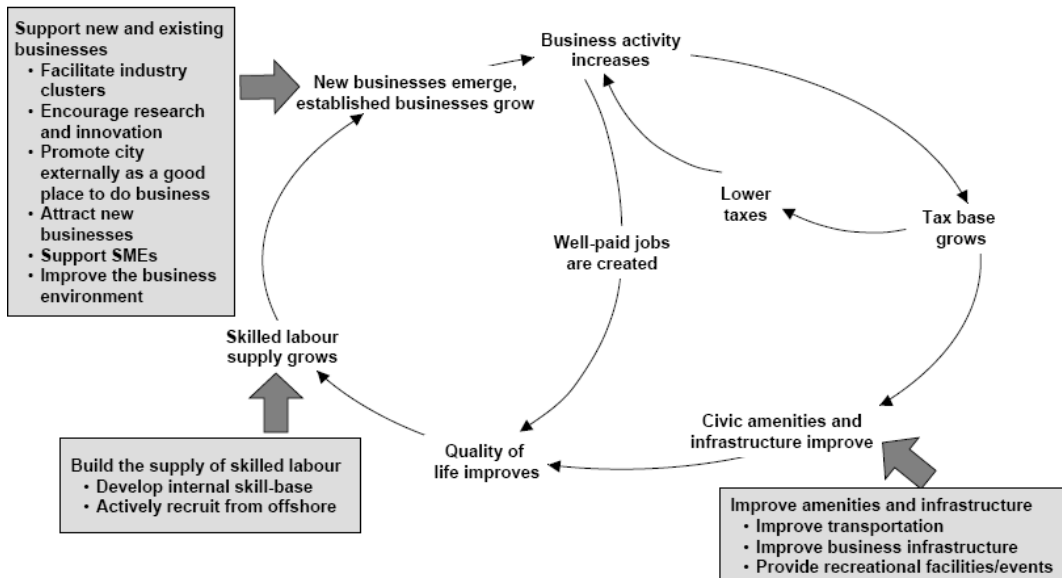 Support new and existing
businesses
• Facilitate industry
clusters
• Encourage research
and innovation
• Promote city
externally as a good
place to do business
• Attract new
businesses
• Support SMEs
• Improve the business
environment
New businesses emerge,
established businesses grow
Business activity
increases
Lower
taxes
Tax base
grows
Well-paid jobs
are created
Skilled labour
supply grows
Civic amenities and
infrastructure improve
Quality of
life improves
Build the supply of skilled labour
• Develop internal skill-base
• Actively recruit from offshore
Improve amenities and infrastructure
• Improve transportation
• Improve business infrastructure
• Provide recreational facilities/events